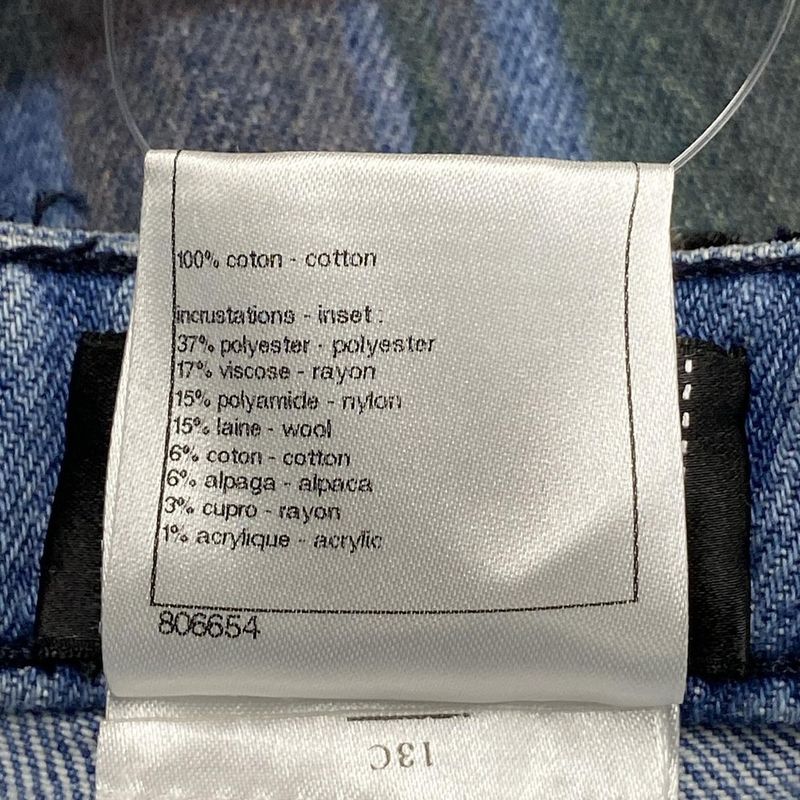 100% coton - cotton
incrustations - inset :
37% polyester - polyester
17% viscose - rayon
15% polyamide - nylon
15% laine - wool
6% coton - cotton
6% alpaga - alpaca
3% cupro - rayon
1% acrylique - acrylic
806654
13C